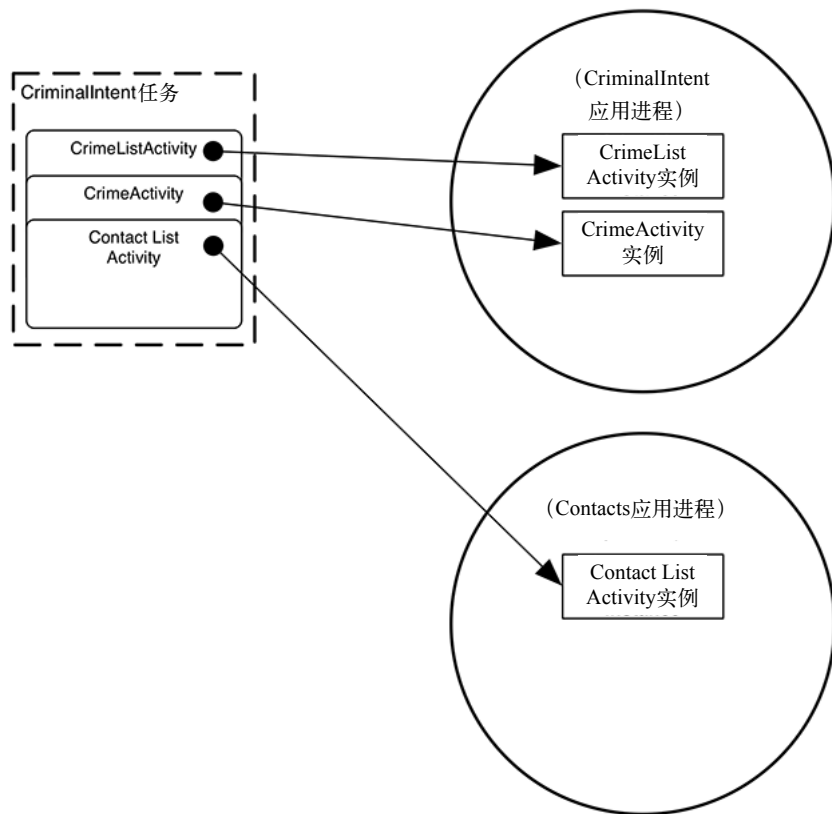 CriminalIntent任务
CrimeListActivity
CrimeActivity
Contact List
Activity
（CriminalIntent
应用进程）
CrimeList
Activity实例
CrimeActivity
实例
（Contacts应用进程）
Contact List
Activity实例